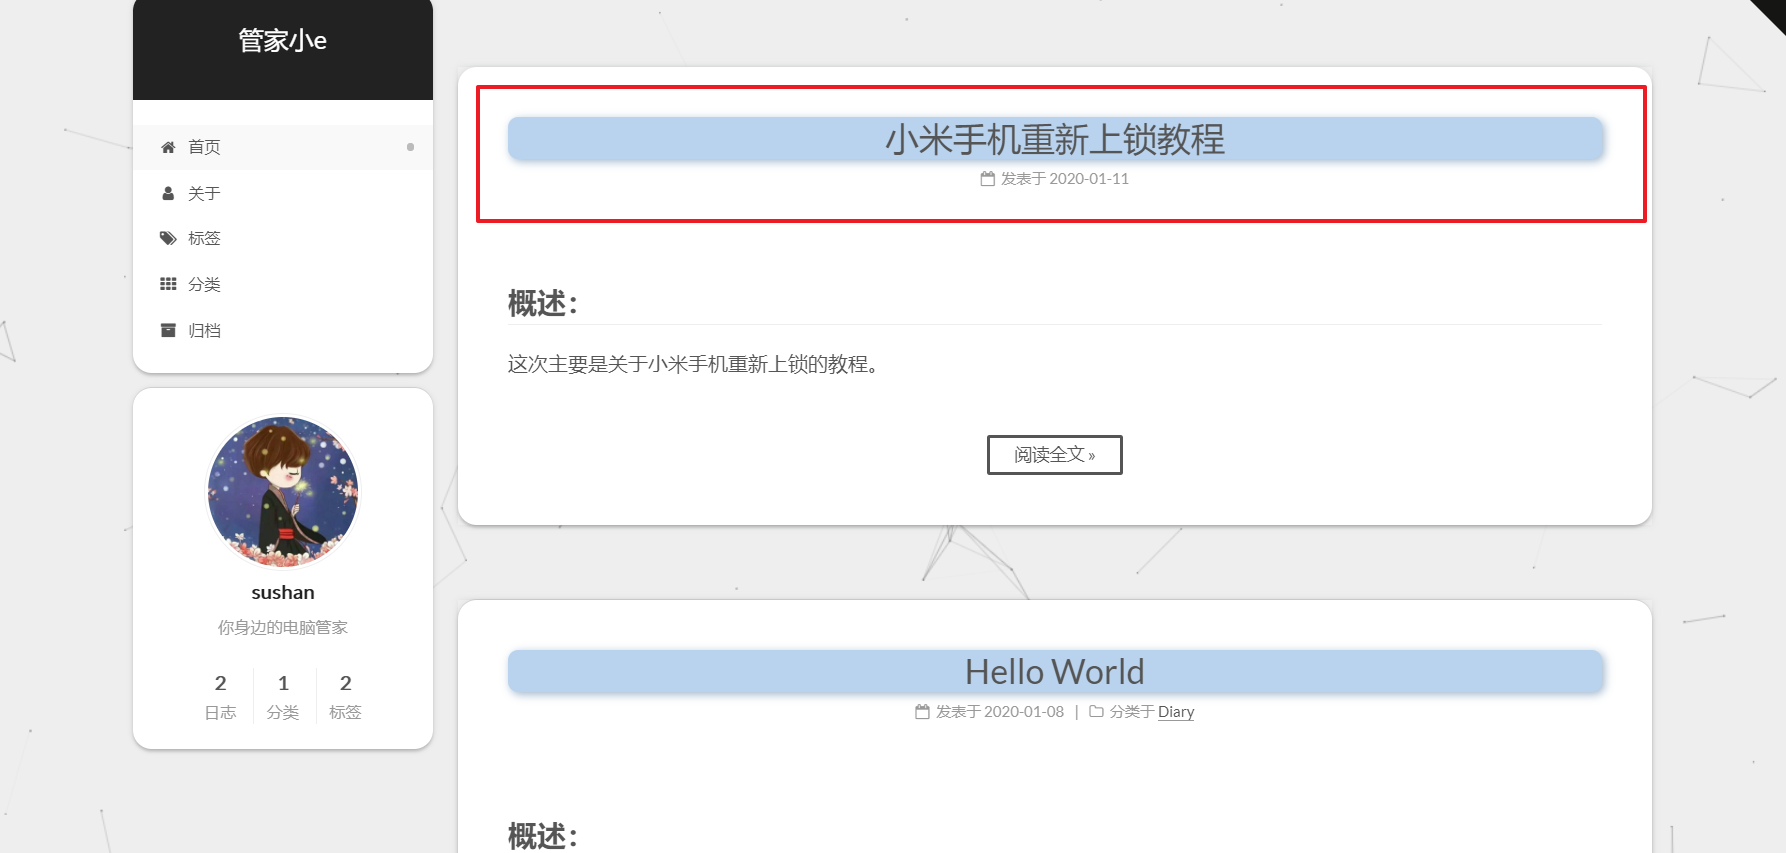 管家小e
首页
关于
标签
分类
归档
sushan
你身边的电脑管家
2 1 2
日志 分类 标签
小米手机重新上锁教程
发表于 2020-01-11
概述：
这次主要是关于小米手机重新上锁的教程。
阅读全文 »
Hello World
发表于 2020-01-08 | 分类于 Diary
概述：